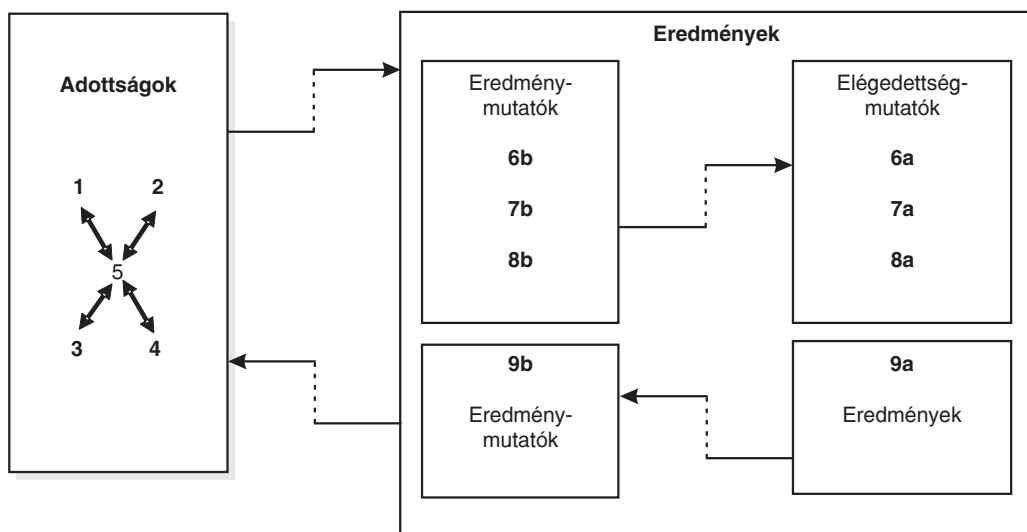 Adottságok
1 2
5
3 4
Eredmények
Eredmény-
mutatók
6b
7b
8b
Elégedettség-
mutatók
6a
7a
8a
9b
Eredmény-
mutatók
9a
Eredmények